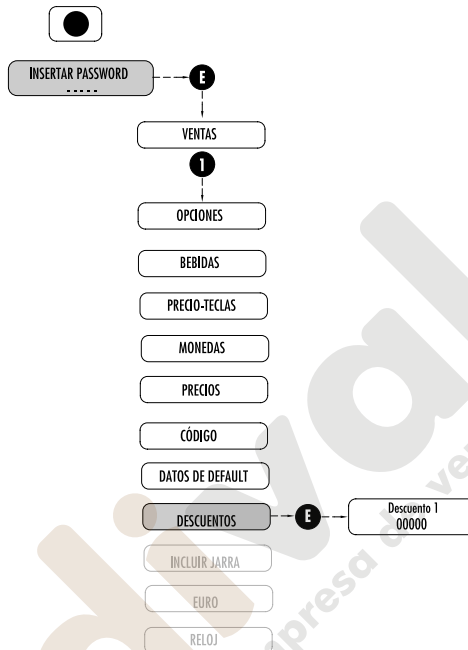 INSERTAR PASSWORD
- - - - -
E
VENTAS
1
OPCIONES
BEBIDAS
PRECIO-TECLAS
MONEDAS
PRECIOS
CÓDIGO
DATOS DE DEFAULT
DESCUENTOS
E
Descuento 1
00000
INCLUIR JARRA
EURO
RELOJ